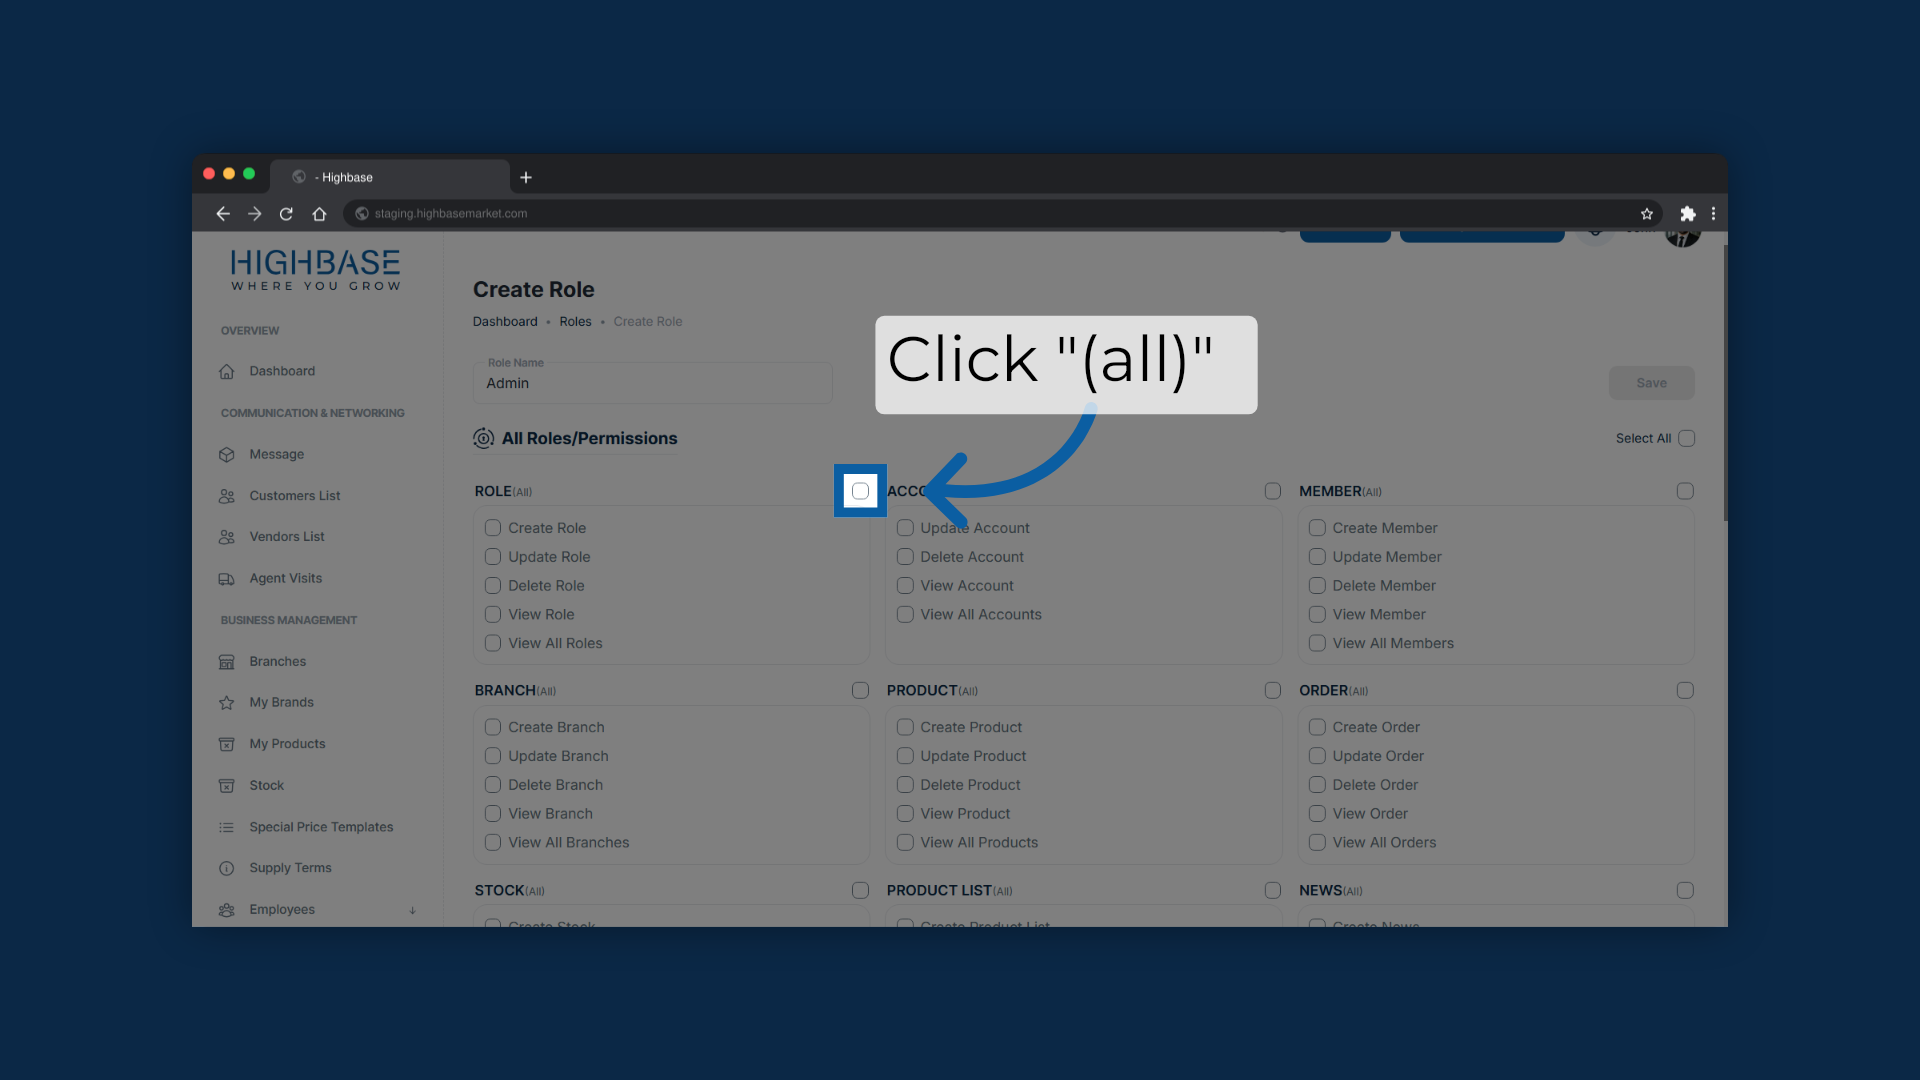 - Highbase
staging.highbasemarket.com
HIGHBASE
WHERE YOU GROW
OVERVIEW
Dashboard
COMMUNICATION & NETWORKING
Message
Customers List
Vendors List
Agent Visits
BUSINESS MANAGEMENT
Branches
My Brands
My Products
Stock
Special Price Templates
Supply Terms
Employees
Create Role
Dashboard • Roles • Create Role
Role Name
Admin
Click "(all)"
Save
All Roles/Permissions
Select All
ROLE(All)
Create Role
Update Role
Delete Role
View Role
View All Roles
Update Account
Delete Account
View Account
View All Accounts
MEMBER(All)
Create Member
Update Member
Delete Member
View Member
View All Members
BRANCH(All)
Create Branch
Update Branch
Delete Branch
View Branch
View All Branches
PRODUCT(All)
Create Product
Update Product
Delete Product
View Product
View All Products
ORDER(All)
Create Order
Update Order
Delete Order
View Order
View All Orders
STOCK(All)
Create Stock
PRODUCT LIST(All)
Create Product List
NEWS(All)
Create News